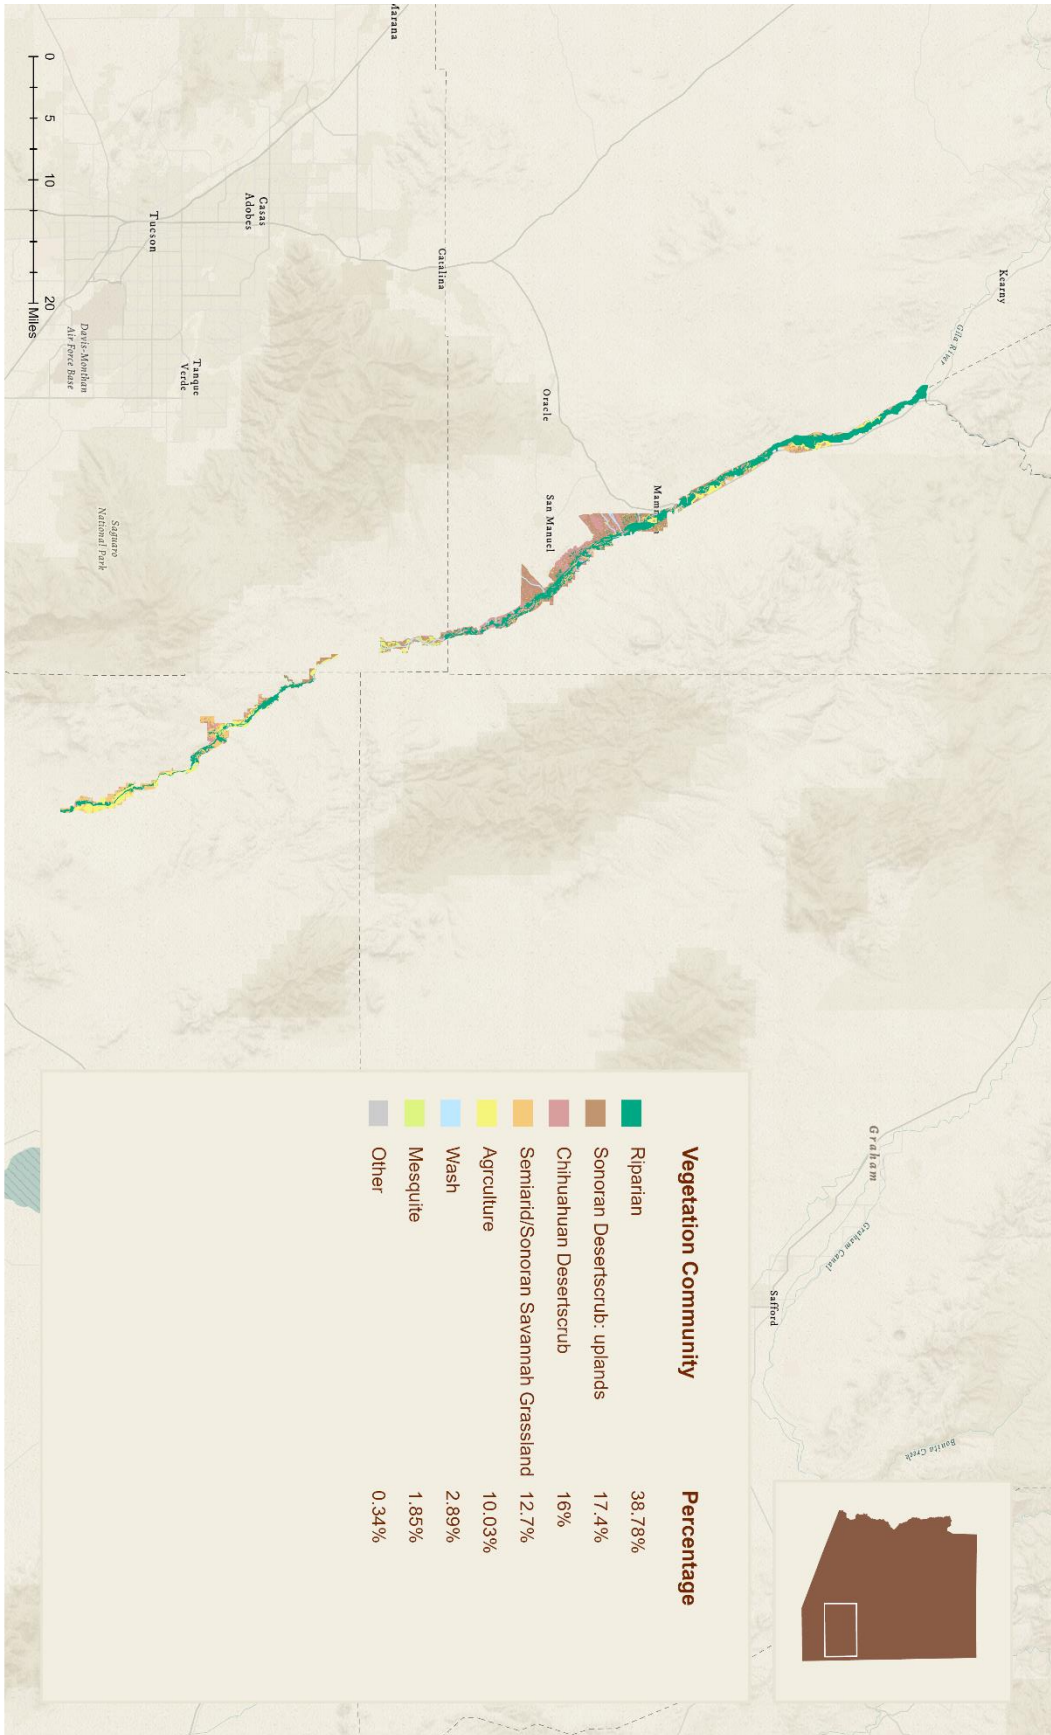 Kearny
Gila River
Marana
Catalina
Oracle
Mam
San Manuel
Casas
Adobes
Tucson
Tanque
Verde
Davis-Monthan
Air Force Base
Saguaro
National Park
Graham
Graham Canal
Safford
Bonita Creek
0 5 10 20
Miles
Vegetation Community Percentage
Riparian 38.78%
Sonoran Desertscrub: uplands 17.4%
Chihuahuan Desertscrub 16%
Semiarid/Sonoran Savannah Grassland 12.7%
Agrculture 10.03%
Wash 2.89%
Mesquite 1.85%
Other 0.34%